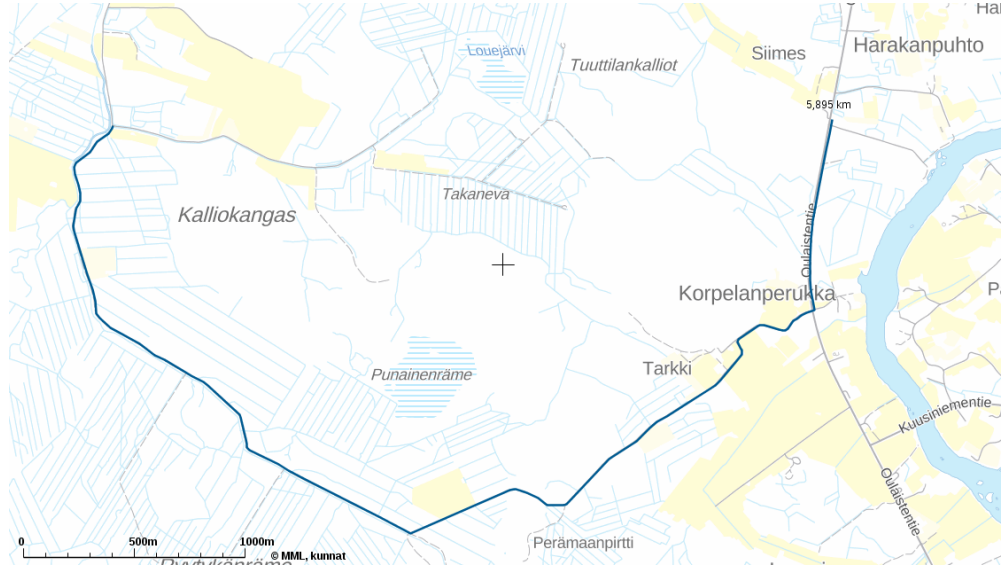 Louejärvi
Tuuttilankalliot
Siimes
Harakanpuhto
5,895 km
Takaneva
Kalliokangas
Oulaistentie
Korpelanperukka
Punainenräme
Tarkki
Kuusiniementie
Oulaistentie
Perämaanpirtti
0 500m 1000m
© MML, kunnat